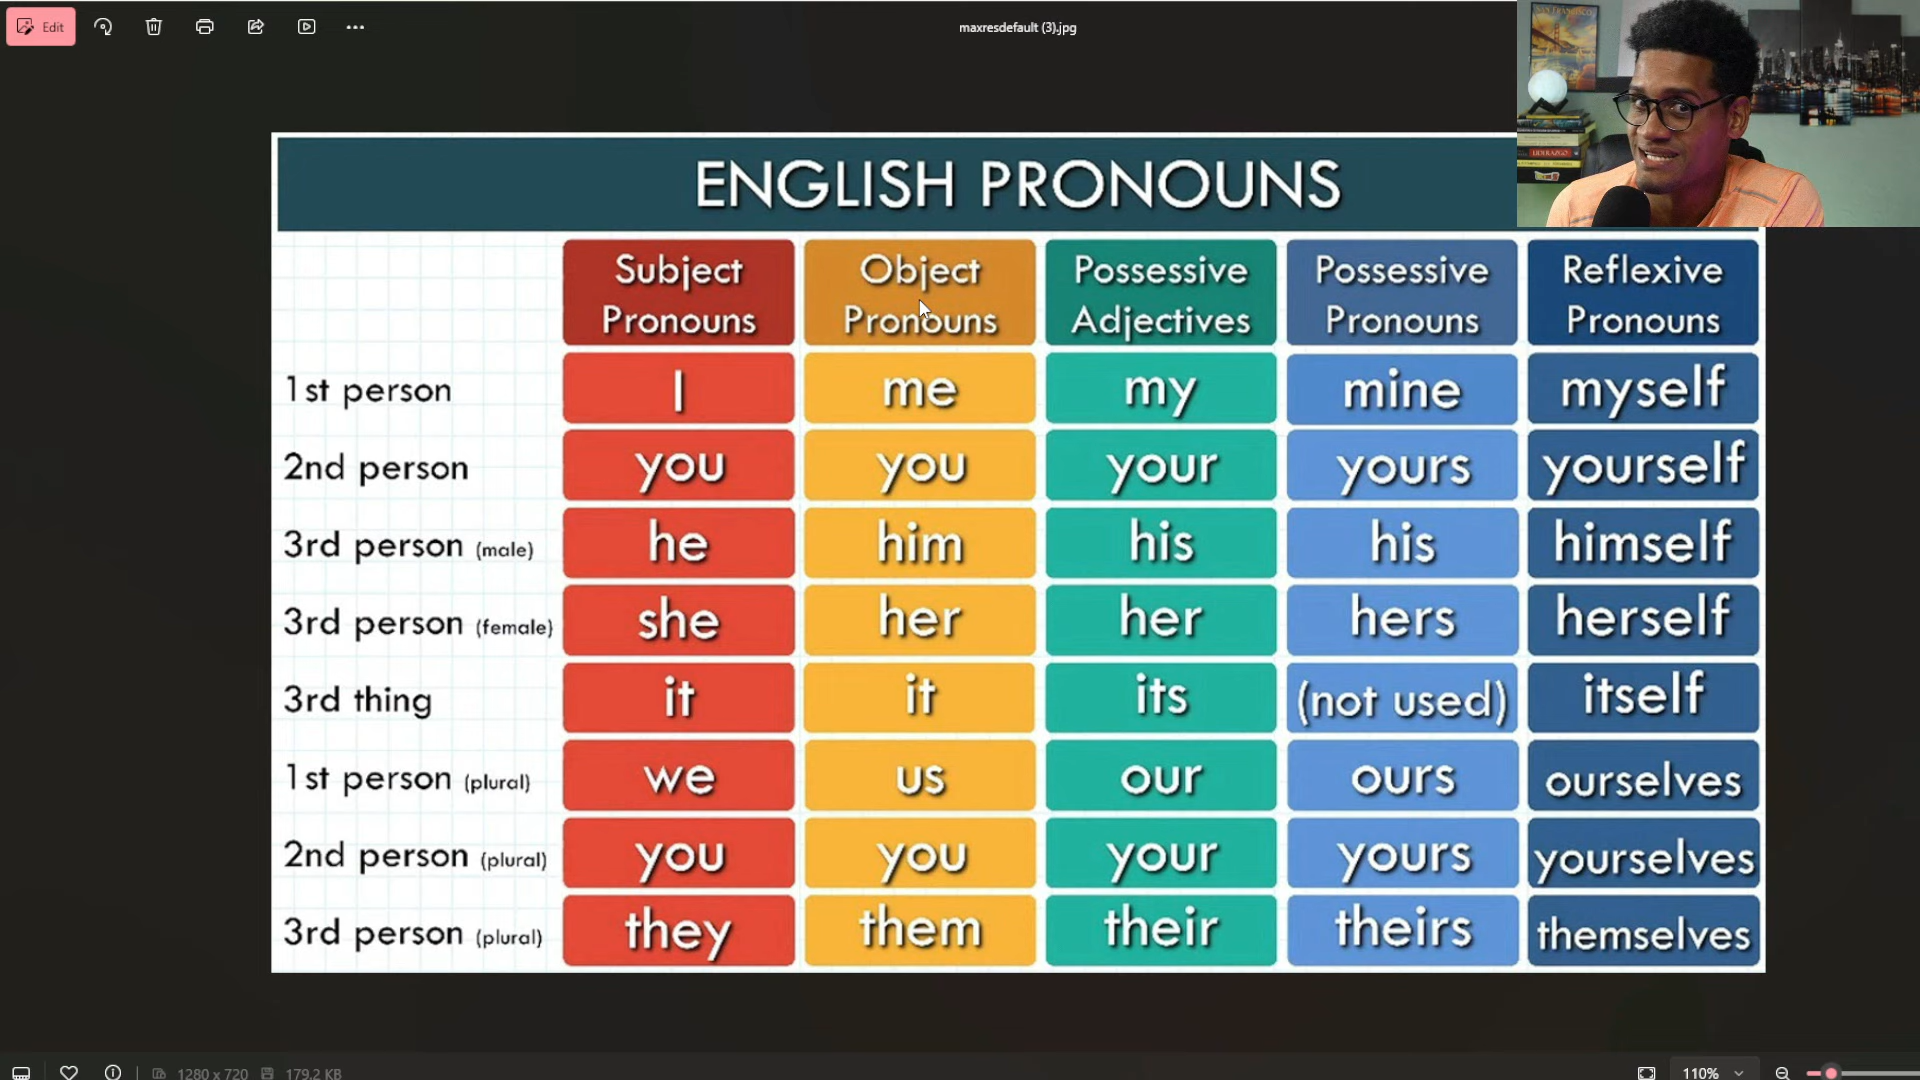 Edit
maxresdefault (3).jpg
SAN FRANCISCO
LIDERAZGO
ENGLISH PRONOUNS
Subject Pronouns
Object Pronouns
Possessive Adjectives
Possessive Pronouns
Reflexive Pronouns
1st person I me my mine myself
2nd person you you your yours yourself
3rd person (male) he him his his himself
3rd person (female) she her her hers herself
3rd thing it it its (not used) itself
1st person (plural) we us our ours ourselves
2nd person (plural) you you your yours yourselves
3rd person (plural) they them their theirs themselves
1280 x 720 179.2 KB 110%